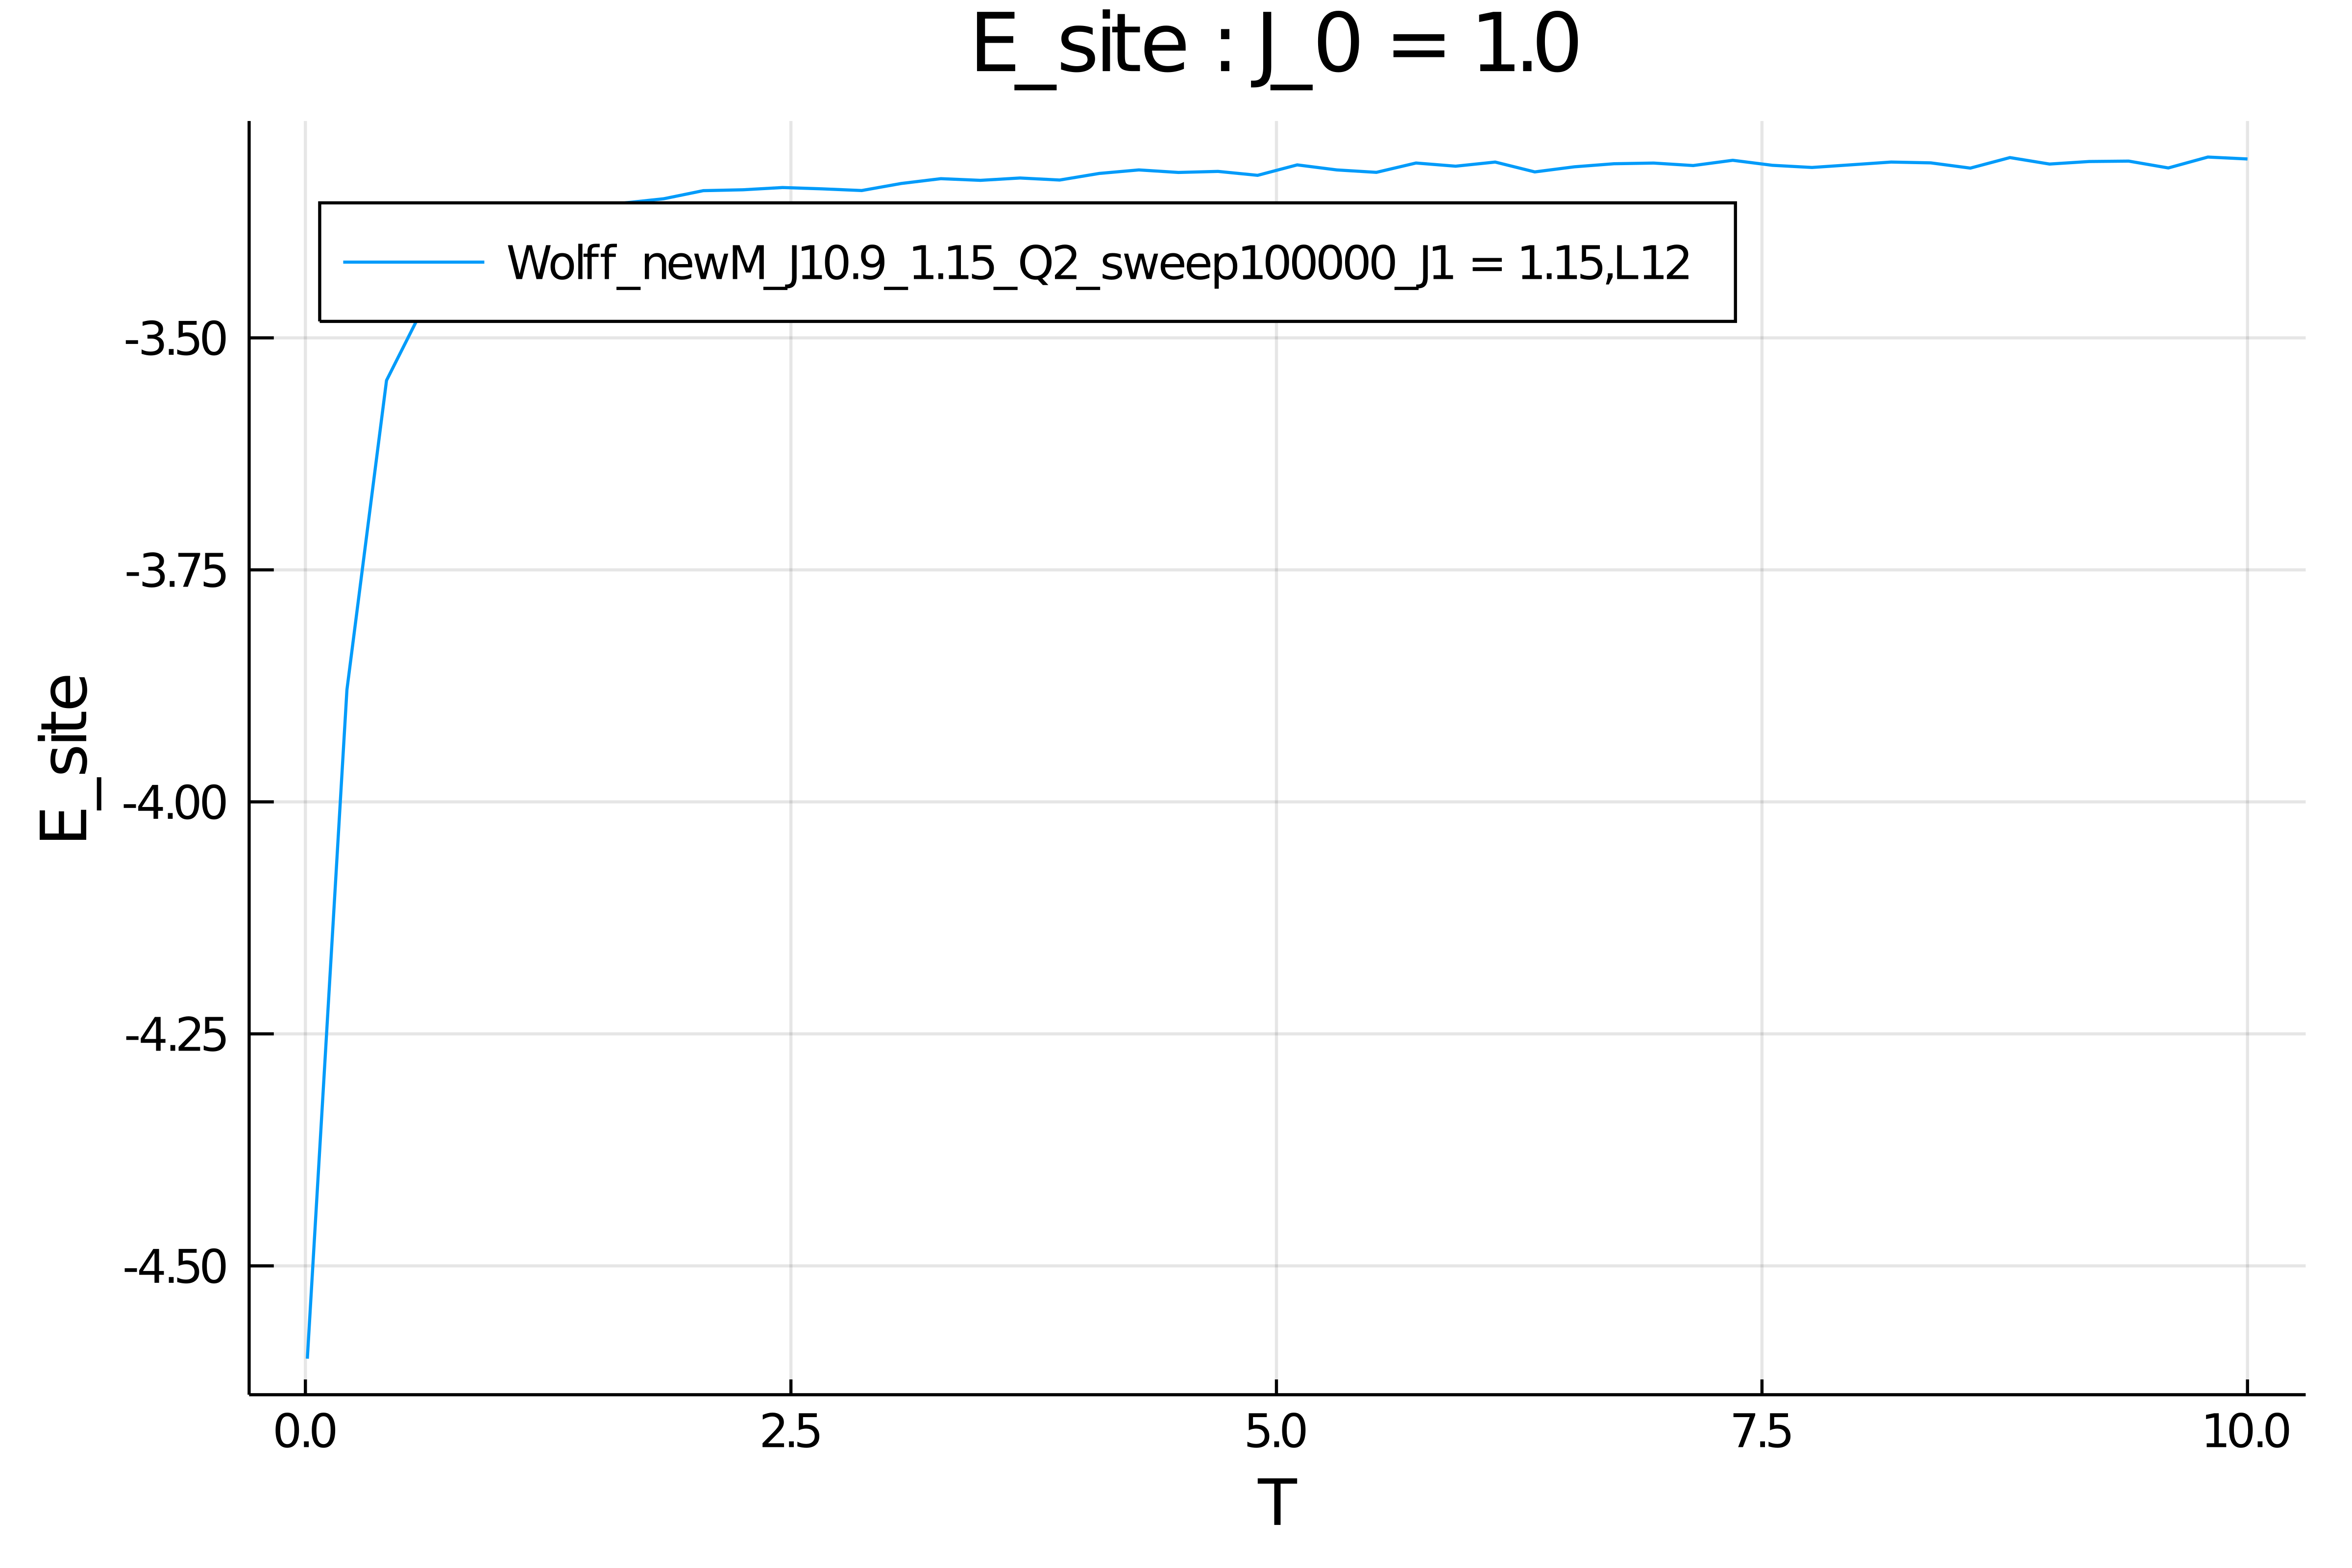 E_site : J_0 = 1.0
Wolff_newM_J10.9_1.15_Q2_sweep100000_J1 = 1.15,L12
-3.50
-3.75
-4.00
-4.25
-4.50
E_site
0.0 2.5 5.0 7.5 10.0
T